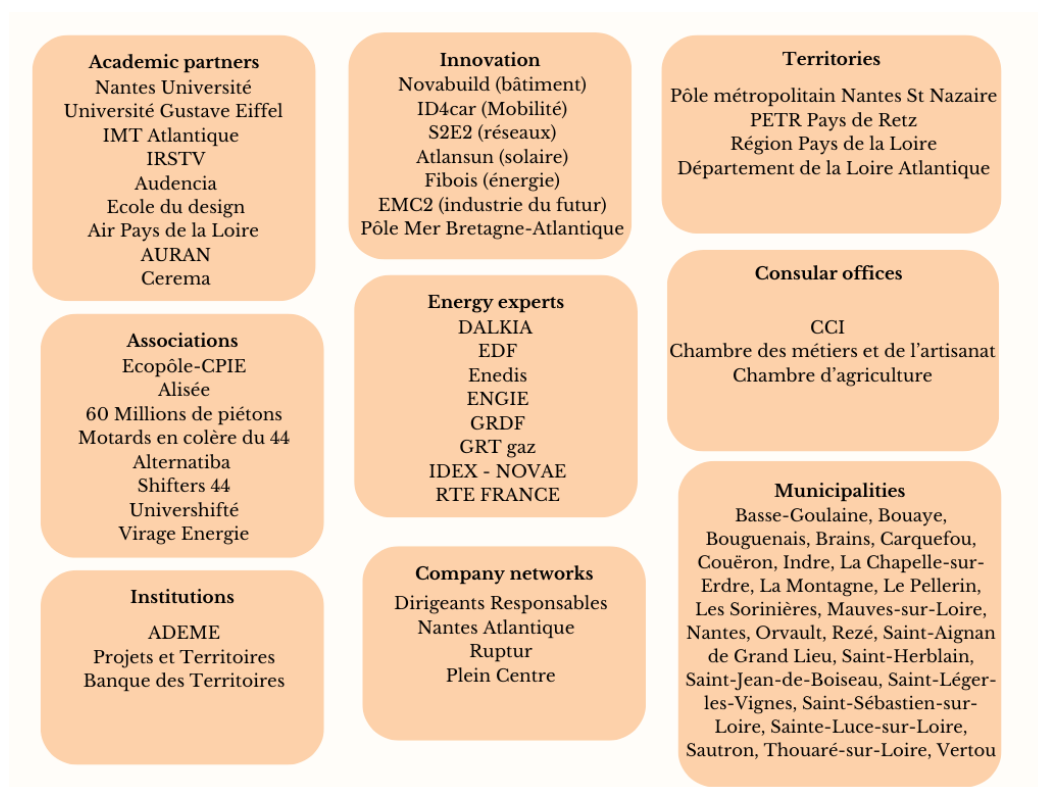 Academic partners
Nantes Université
Université Gustave Eiffel
IMT Atlantique
IRSTV
Audencia
Ecole du design
Air Pays de la Loire
AURAN
Cerema
Associations
Ecopôle-CPIE
Alisée
60 Millions de piétons
Motards en colère du 44
Alternatiba
Shifters 44
Univershifté
Virage Energie
Institutions
ADEME
Projets et Territoires
Banque des Territoires
Innovation
Novabuild (bâtiment)
ID4car (Mobilité)
S2E2 (réseaux)
Atlansun (solaire)
Fibois (énergie)
EMC2 (industrie du futur)
Pôle Mer Bretagne-Atlantique
Energy experts
DALKIA
EDF
Enedis
ENGIE
GRDF
GRT gaz
IDEX - NOVAE
RTE FRANCE
Company networks
Dirigeants Responsables
Nantes Atlantique
Ruptur
Plein Centre
Territories
Pôle métropolitain Nantes St Nazaire
PETR Pays de Retz
Région Pays de la Loire
Département de la Loire Atlantique
Consular offices
CCI
Chambre des métiers et de l'artisanat
Chambre d'agriculture
Municipalities
Basse-Goulaine, Bouaye,
Bouguenais, Brains, Carquefou,
Couëron, Indre, La Chapelle-sur-
Erdre, La Montagne, Le Pellerin,
Les Sorinières, Mauves-sur-Loire,
Nantes, Orvault, Rezé, Saint-Aignan
de Grand Lieu, Saint-Herblain,
Saint-Jean-de-Boiseau, Saint-Léger-
les-Vignes, Saint-Sébastien-sur-
Loire, Sainte-Luce-sur-Loire,
Sautron, Thouaré-sur-Loire, Vertou